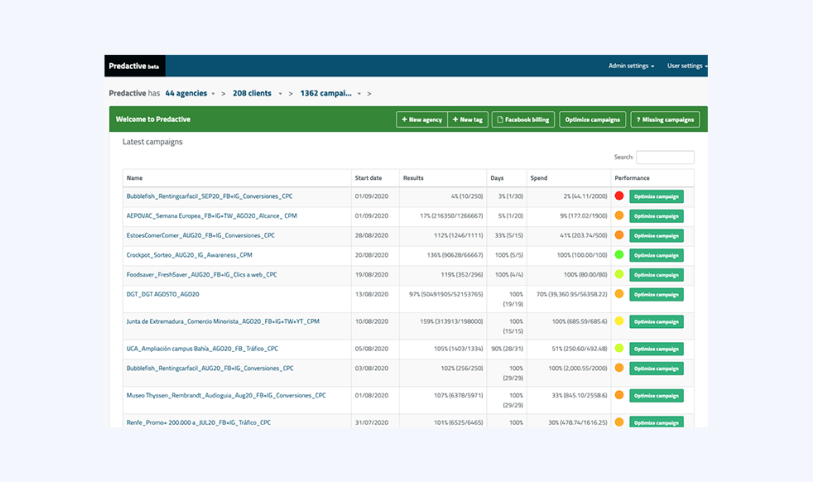 Predactive beta Admin settings User settings
Predactive has 44 agencies > 208 clients > 1362 campai... >
Welcome to Predactive + New agency + New tag Facebook billing Optimize campaigns ? Missing campaigns
Latest campaigns
Search:
Name Start date Results Days Spend Performance
Bubblefish_Rentingcarfacil_SEP20_FB+IG_Conversiones_CPC 01/09/2020 4% (10/250) 3% (1/30) 2% (44.11/2000) Optimize campaign
AEPOVAC_Semana Europea_FB+IG+TW_AGO20_Alcance_ CPM 01/09/2020 17% (216350/1266667) 5% (1/20) 9% (177.02/1900) Optimize campaign
EstoesComerComer_AUG20_FB+IG_Conversiones_CPC 28/08/2020 112% (1246/1111) 33% (5/15) 41% (203.74/500) Optimize campaign
Crockpot_Sorteo_AUG20_IG_Awareness_CPM 20/08/2020 136% (90628/66667) 100% (5/5) 100% (100.00/100) Optimize campaign
Foodsaver_FreshSaver_AUG20_FB+IG_Clics a web_CPC 19/08/2020 119% (352/296) 100% (4/4) 100% (80.00/80) Optimize campaign
DGT_DGT AGOSTO_AGO20 13/08/2020 97% (50491905/52153765) 100% 70% (39,360.95/56358.22) Optimize campaign
(19/19)
Junta de Extremadura_Comercio Minorista_AGO20_FB+IG+TW+YT_CPM 10/08/2020 159% (313913/198000) 100% 100% (685.59/685.6) Optimize campaign
(15/15)
UCA_Ampliación campus Bahía_AGO20_FB_Tráfico_CPC 05/08/2020 105% (1403/1334) 90% (28/31) 51% (250.60/492.48) Optimize campaign
Bubblefish_Rentingcarfacil_AUG20_FB+IG_Conversiones_CPC 03/08/2020 102% (256/250) 100% 100% (2,000.55/2000) Optimize campaign
(29/29)
Museo Thyssen_Rembrandt_Audioguia_Aug20_FB+IG_Conversiones_CPC 01/08/2020 107% (6378/5971) 100% 33% (845.10/2558.6) Optimize campaign
(29/29)
Renfe_Promo+ 200.000 a_JUL20_FB+IG_Tráfico_CPC 31/07/2020 101% (6525/6465) 100% 30% (478.74/1616.25) Optimize campaign